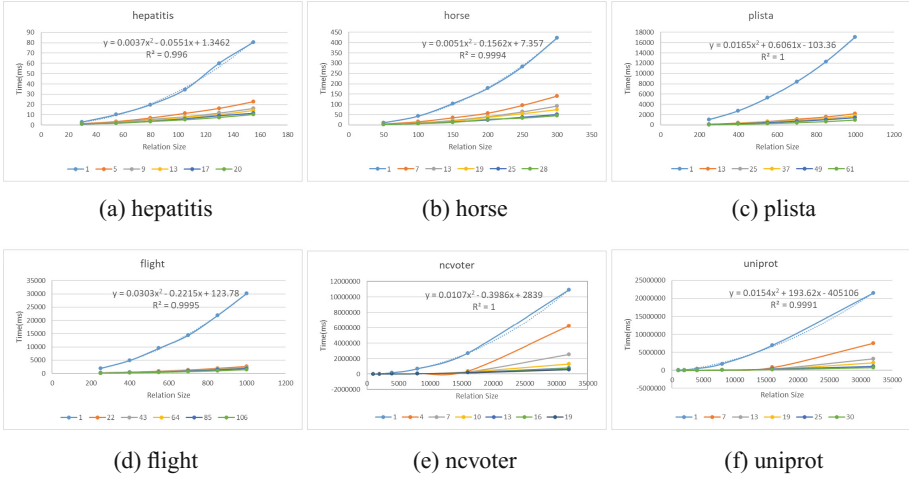 hepatitis
y = 0.0037x² - 0.0551x + 1.3462
R² = 0.996
Time(ms)
90
80
70
60
50
40
30
20
10
0
0 20 40 60 80 100 120 140 160 180
Relation Size
1 5 9 13 17 20
(a) hepatitis
horse
y = 0.0051x² - 0.1562x + 7.357
R² = 0.9994
Time(ms)
450
400
350
300
250
200
150
100
50
0
0 50 100 150 200 250 300 350
Relation Size
1 7 13 19 25 28
(b) horse
plista
y = 0.0165x² + 0.6061x - 103.36
R² = 1
Time(ms)
18000
16000
14000
12000
10000
8000
6000
4000
2000
0
0 200 400 600 800 1000 1200
Relation Size
1 13 25 37 49 61
(c) plista
flight
y = 0.0303x² - 0.2215x + 123.78
R² = 0.9995
Time(ms)
35000
30000
25000
20000
15000
10000
5000
0
0 200 400 600 800 1000 1200
Relation Size
1 22 43 64 85 106
(d) flight
ncvoter
y = 0.0107x² - 0.3986x + 2839
R² = 1
Time(ms)
12000000
10000000
8000000
6000000
4000000
2000000
0
-2000000
0 5000 10000 15000 20000 25000 30000 35000
Relation Size
1 4 7 10 13 16 19
(e) ncvoter
uniprot
y = 0.0154x² + 193.62x - 405106
R² = 0.9991
Time(ms)
25000000
20000000
15000000
10000000
5000000
0
-5000000
0 5000 10000 15000 20000 25000 30000 35000
Relation Size
1 7 13 19 25 30
(f) uniprot